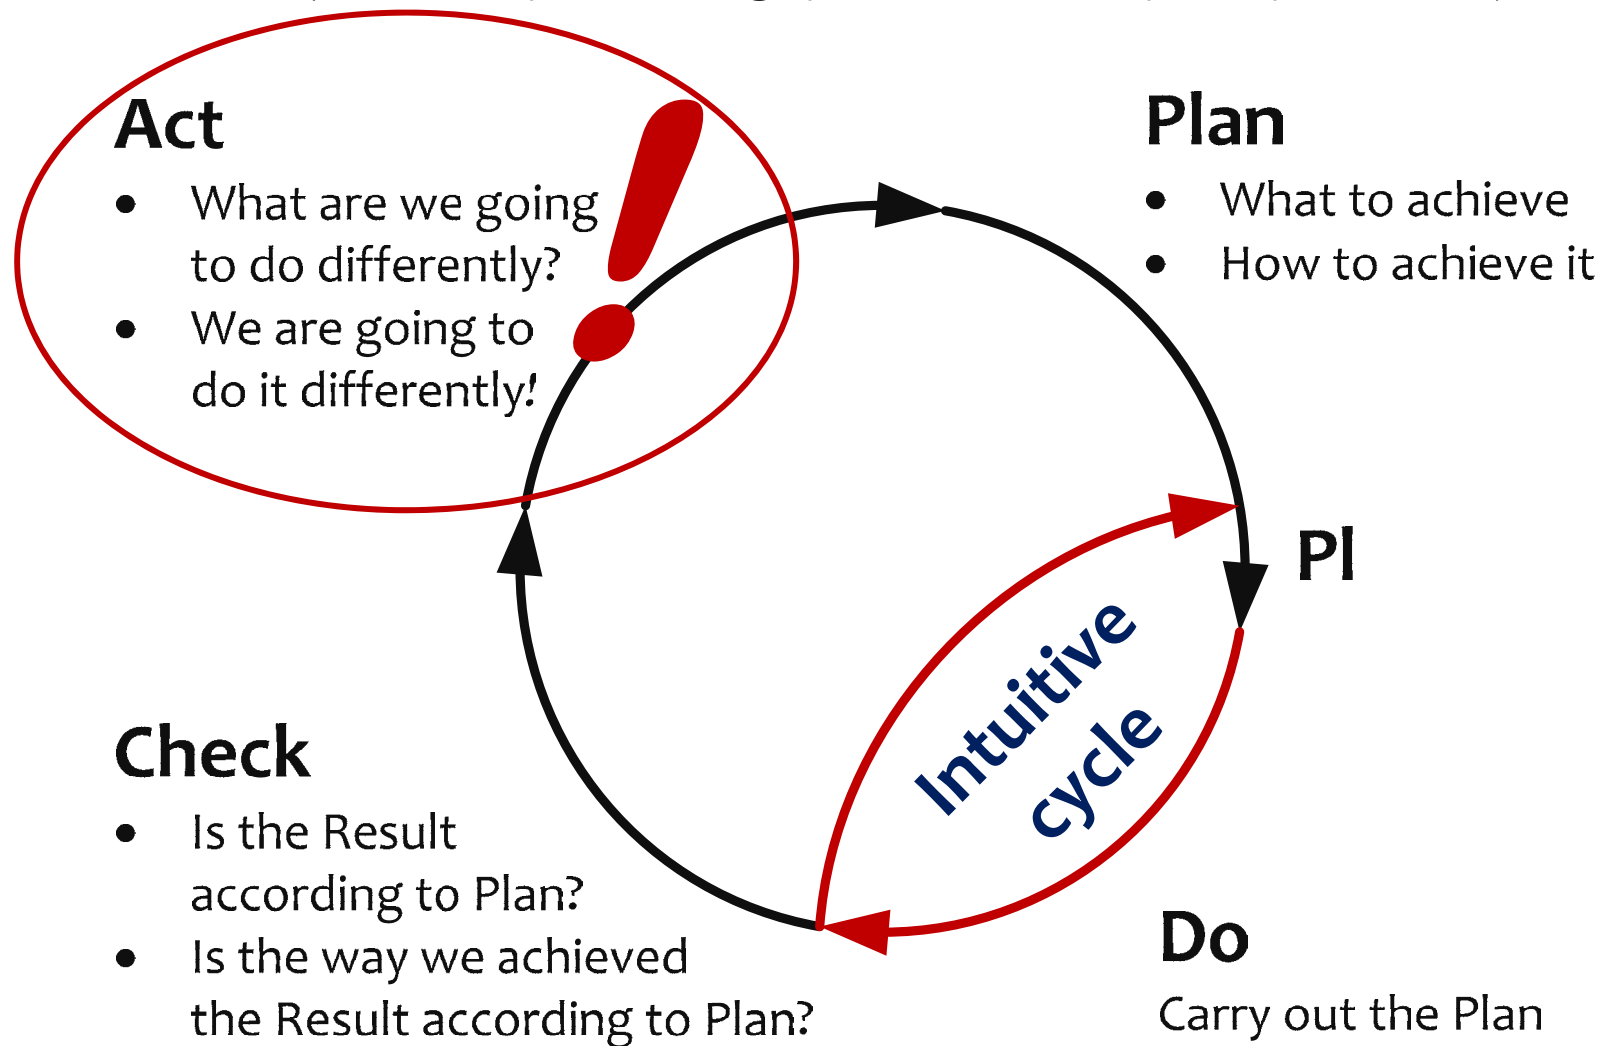 Act
• What are we going
to do differently?
• We are going to
do it differently!
Plan
• What to achieve
• How to achieve it
Pl
Intuitive
cycle
Check
• Is the Result
according to Plan?
• Is the way we achieved
the Result according to Plan?
Do
Carry out the Plan